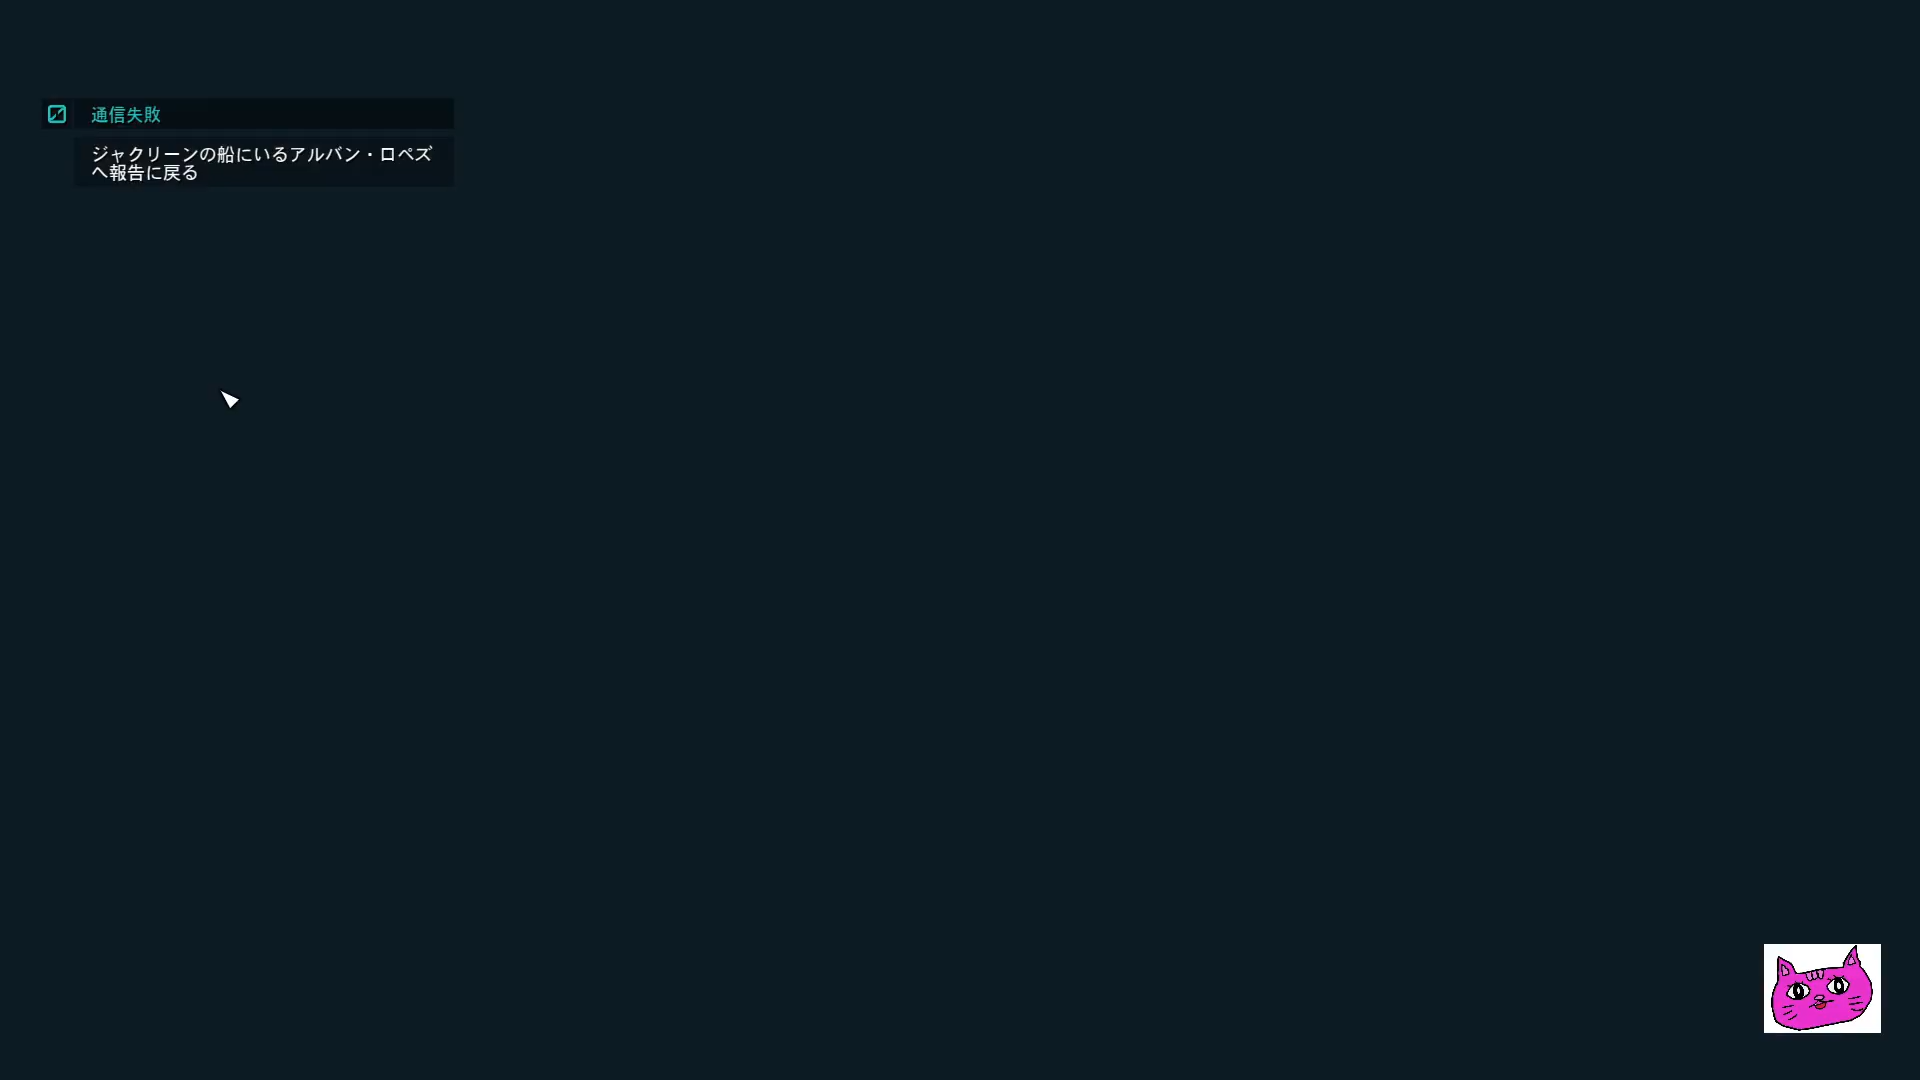 通信失敗
ジャクリーンの船にいるアルバン・ロペズ
へ報告に戻る